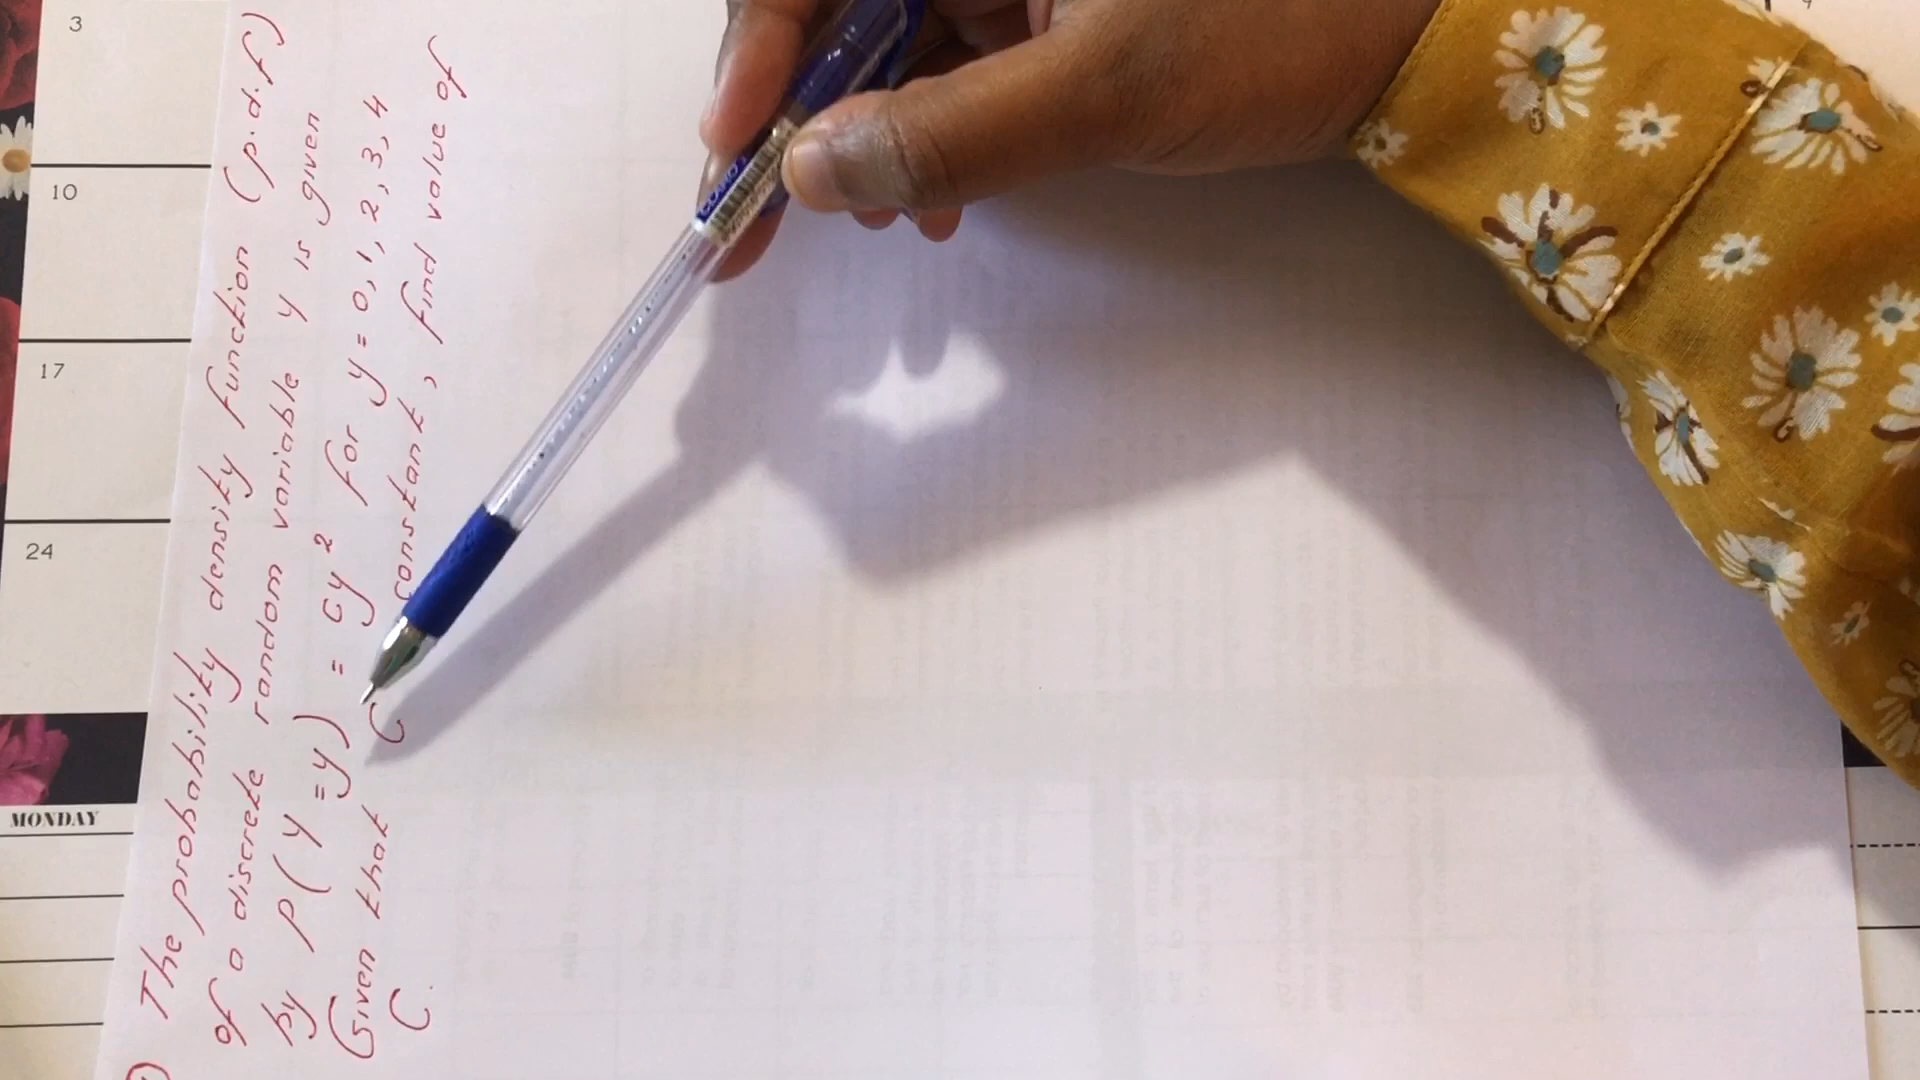 The probability density function (p.d.f)
of a discrete random variable Y is given
by P(Y=y) = cy² for y = 0, 1, 2, 3, 4
Given that C constant, find value of
C.
3
10
17
24
MONDAY